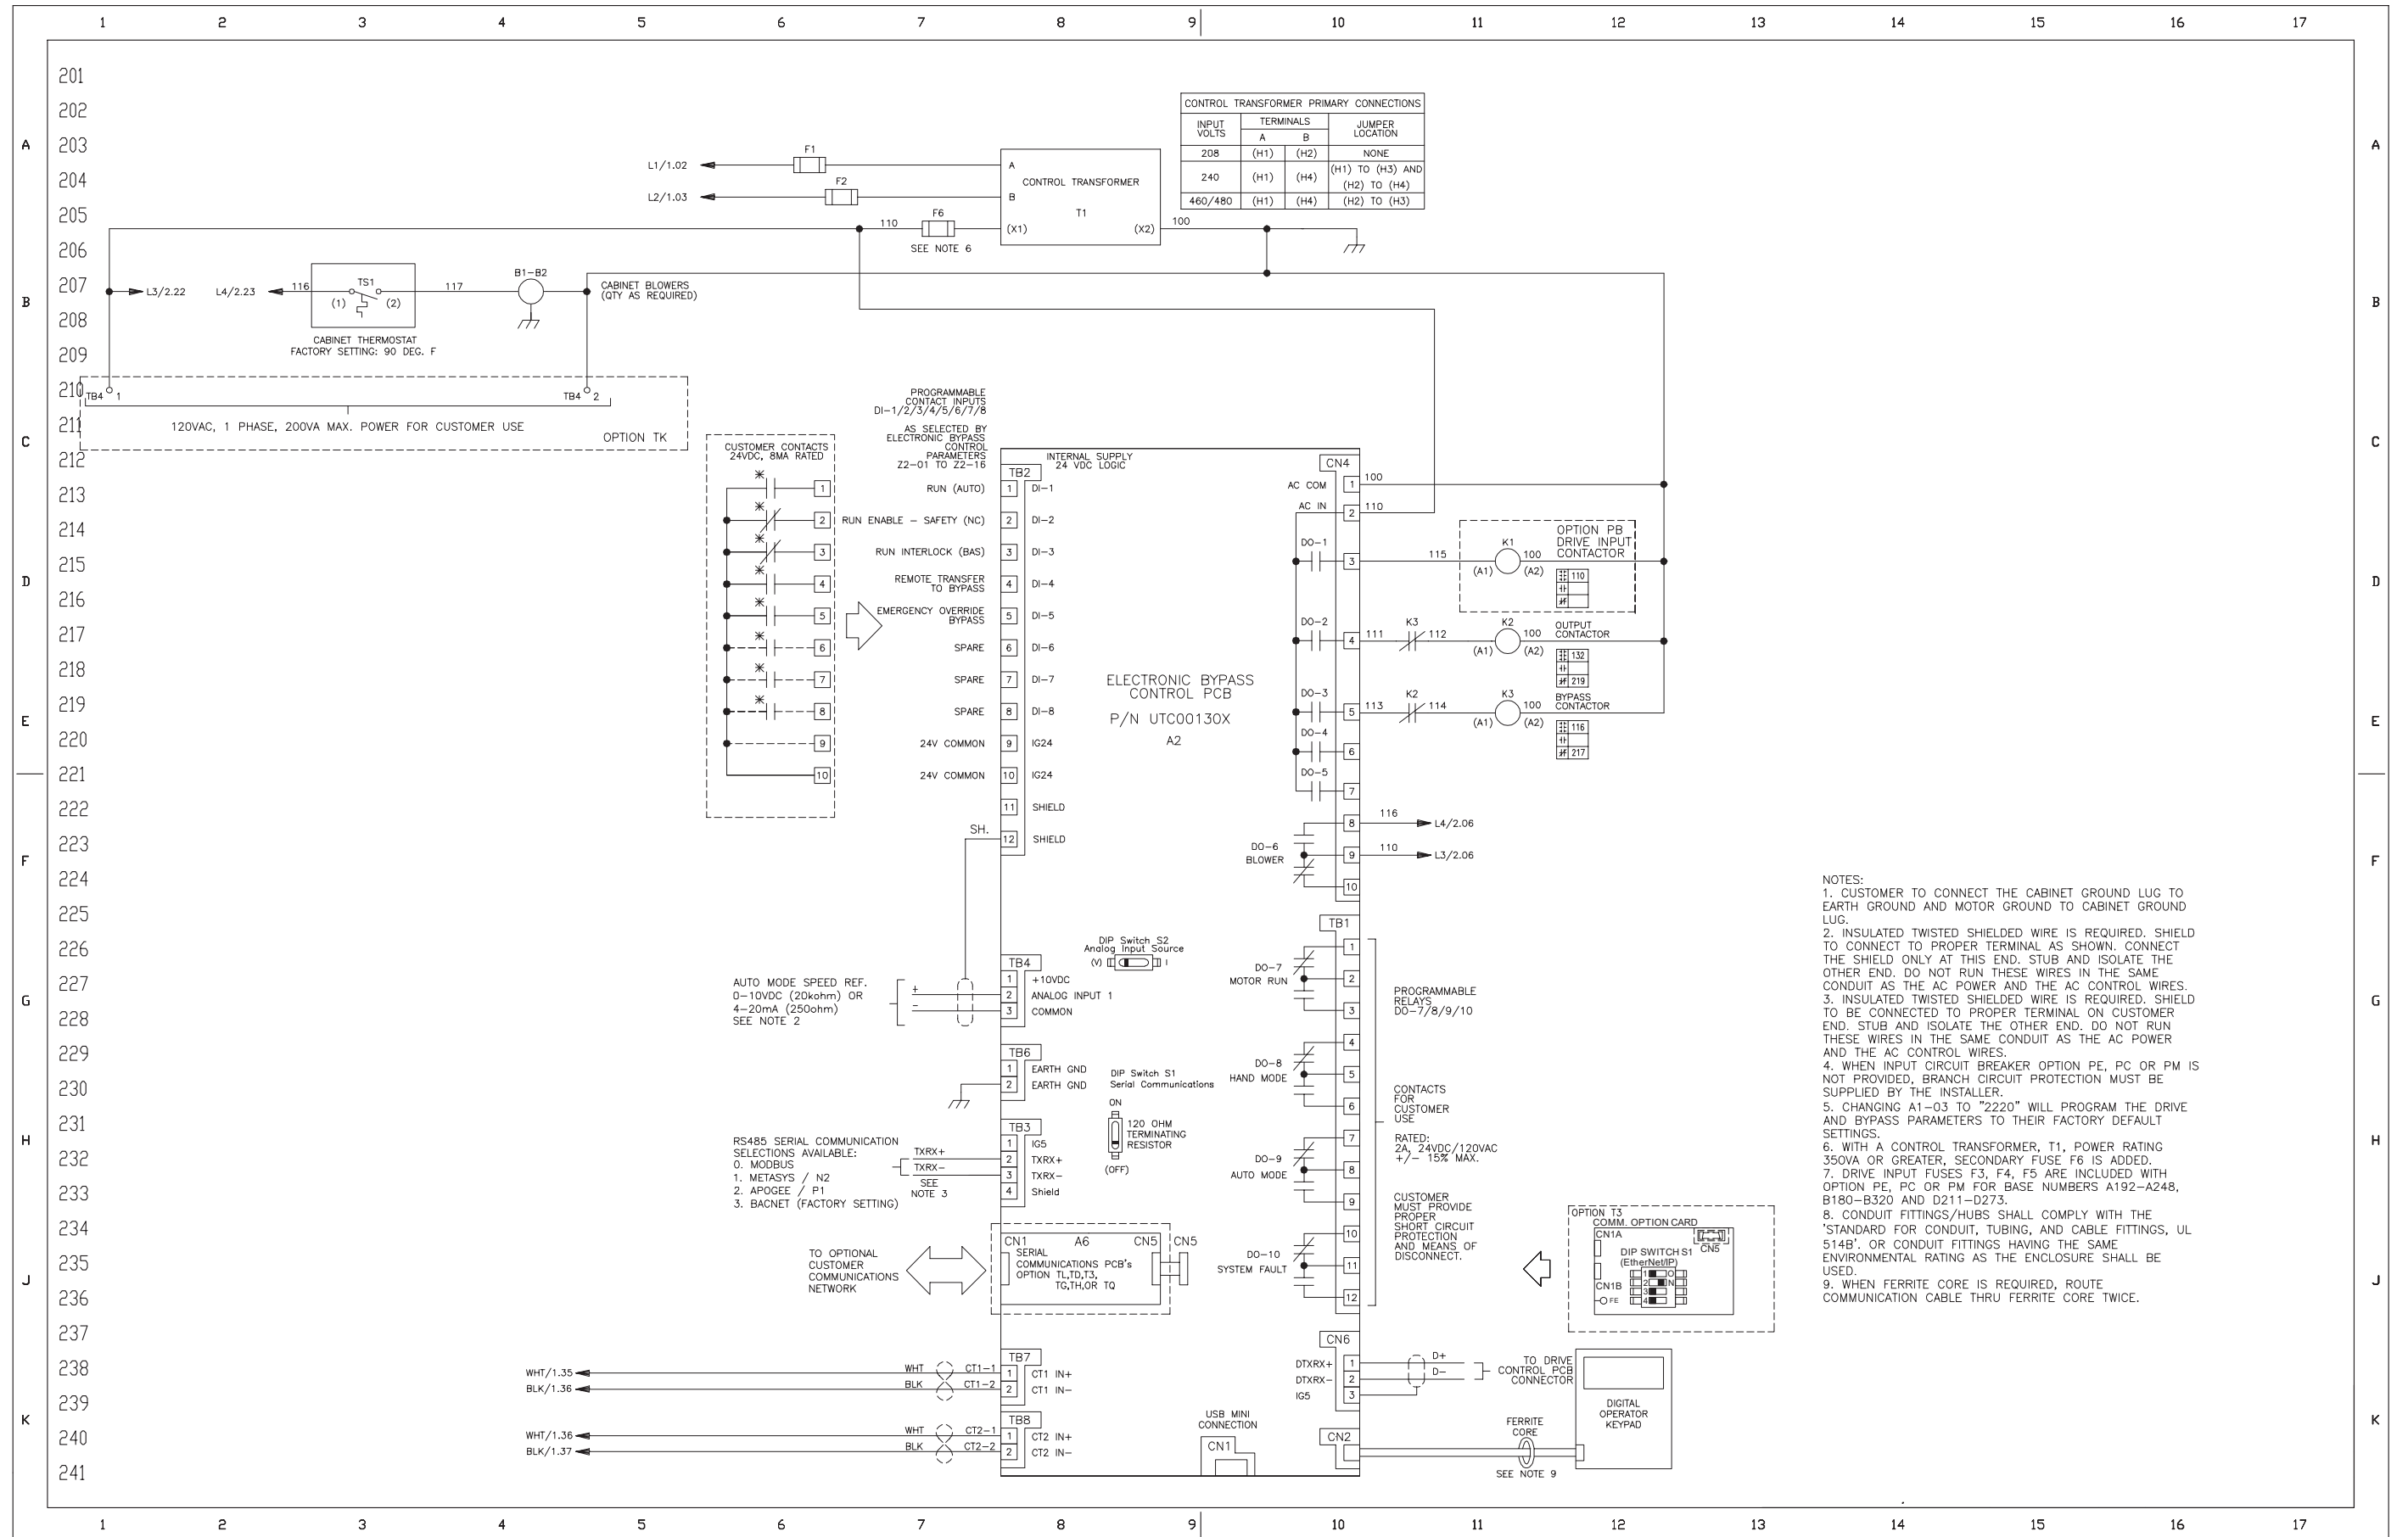 1 2 3 4 5 6 7 8 9 10 11 12 13 14 15 16 17
A
B
C
D
E
F
G
H
J
K
201
202
203
204
205
206
207
208
209
210
211
212
213
214
215
216
217
218
219
220
221
222
223
224
225
226
227
228
229
230
231
232
233
234
235
236
237
238
239
240
241
CONTROL TRANSFORMER PRIMARY CONNECTIONS
INPUT VOLTS TERMINALS JUMPER LOCATION
A B
208 (H1) (H2) NONE
240 (H1) (H4) (H1) TO (H3) AND
(H2) TO (H4)
460/480 (H1) (H4) (H2) TO (H3)
L1/1.02 F1 A
L2/1.03 F2 B
CONTROL TRANSFORMER
T1
110 F6 (X1) (X2) 100
SEE NOTE 6
L3/2.22 L4/2.23 116 TS1 117 B1-B2
(1) (2)
CABINET BLOWERS
(QTY AS REQUIRED)
CABINET THERMOSTAT
FACTORY SETTING: 90 DEG. F
TB4 1 TB4 2
120VAC, 1 PHASE, 200VA MAX. POWER FOR CUSTOMER USE
OPTION TK
PROGRAMMABLE
CONTACT INPUTS
DI-1/2/3/4/5/6/7/8
AS SELECTED BY
ELECTRONIC BYPASS
CONTROL
PARAMETERS
Z2-01 TO Z2-16
CUSTOMER CONTACTS
24VDC, 8MA RATED
INTERNAL SUPPLY
24 VDC LOGIC
TB2
* 1 RUN (AUTO) 1 DI-1
* 2 RUN ENABLE - SAFETY (NC) 2 DI-2
* 3 RUN INTERLOCK (BAS) 3 DI-3
* 4 REMOTE TRANSFER
TO BYPASS 4 DI-4
* 5 EMERGENCY OVERRIDE
BYPASS 5 DI-5
* 6 SPARE 6 DI-6
* 7 SPARE 7 DI-7
* 8 SPARE 8 DI-8
9 24V COMMON 9 IG24
10 24V COMMON 10 IG24
11 SHIELD
SH. 12 SHIELD
ELECTRONIC BYPASS
CONTROL PCB
P/N UTC00130X
A2
CN4
AC COM 1 100
AC IN 2 110
DO-1 3 115 K1 100
(A1) (A2)
OPTION PB
DRIVE INPUT
CONTACTOR
110
DO-2 4 111 K3 112 K2 100
(A1) (A2)
OUTPUT
CONTACTOR
132
219
DO-3 5 113 K2 114 K3 100
(A1) (A2)
BYPASS
CONTACTOR
116
217
DO-4 6
DO-5 7
8 116 L4/2.06
DO-6
BLOWER
9 110 L3/2.06
10
TB1
1
DO-7
MOTOR RUN
2
3
4
DO-8
HAND MODE
5
6
7
DO-9
AUTO MODE
8
9
10
DO-10
SYSTEM FAULT
11
12
PROGRAMMABLE
RELAYS
DO-7/8/9/10
CONTACTS
FOR
CUSTOMER
USE
RATED:
2A, 24VDC/120VAC
+/- 15% MAX.
CUSTOMER
MUST PROVIDE
PROPER
SHORT CIRCUIT
PROTECTION
AND MEANS OF
DISCONNECT.
DIP Switch S2
Analog Input Source
(V) I
AUTO MODE SPEED REF.
0-10VDC (20kohm) OR
4-20mA (250ohm)
SEE NOTE 2
+
-
TB4
1 +10VDC
2 ANALOG INPUT 1
3 COMMON
TB6
1 EARTH GND
2 EARTH GND
DIP Switch S1
Serial Communications
ON
120 OHM
TERMINATING
RESISTOR
(OFF)
RS485 SERIAL COMMUNICATION
SELECTIONS AVAILABLE:
0. MODBUS
1. METASYS / N2
2. APOGEE / P1
3. BACNET (FACTORY SETTING)
TXRX+
TXRX-
SEE
NOTE 3
TB3
1 IG5
2 TXRX+
3 TXRX-
4 Shield
TO OPTIONAL
CUSTOMER
COMMUNICATIONS
NETWORK
CN1 A6 CN5 CN5
SERIAL
COMMUNICATIONS PCB's
OPTION TL,TD,T3,
TG,TH,OR TQ
OPTION T3
COMM. OPTION CARD
CN1A
CN5
DIP SWITCH S1
(EtherNet/IP)
1 O
2 N
3
4
CN1B
FE
WHT/1.35 WHT CT1-1
BLK/1.36 BLK CT1-2
TB7
1 CT1 IN+
2 CT1 IN-
WHT/1.36 WHT CT2-1
BLK/1.37 BLK CT2-2
TB8
1 CT2 IN+
2 CT2 IN-
USB MINI
CONNECTION
CN1
CN6
DTXRX+ 1 D+
DTXRX- 2 D-
IG5 3
TO DRIVE
CONTROL PCB
CONNECTOR
CN2
FERRITE
CORE
SEE NOTE 9
DIGITAL
OPERATOR
KEYPAD
NOTES:
1. CUSTOMER TO CONNECT THE CABINET GROUND LUG TO
EARTH GROUND AND MOTOR GROUND TO CABINET GROUND
LUG.
2. INSULATED TWISTED SHIELDED WIRE IS REQUIRED. SHIELD
TO CONNECT TO PROPER TERMINAL AS SHOWN. CONNECT
THE SHIELD ONLY AT THIS END. STUB AND ISOLATE THE
OTHER END. DO NOT RUN THESE WIRES IN THE SAME
CONDUIT AS THE AC POWER AND THE AC CONTROL WIRES.
3. INSULATED TWISTED SHIELDED WIRE IS REQUIRED. SHIELD
TO BE CONNECTED TO PROPER TERMINAL ON CUSTOMER
END. STUB AND ISOLATE THE OTHER END. DO NOT RUN
THESE WIRES IN THE SAME CONDUIT AS THE AC POWER
AND THE AC CONTROL WIRES.
4. WHEN INPUT CIRCUIT BREAKER OPTION PE, PC OR PM IS
NOT PROVIDED, BRANCH CIRCUIT PROTECTION MUST BE
SUPPLIED BY THE INSTALLER.
5. CHANGING A1-03 TO "2220" WILL PROGRAM THE DRIVE
AND BYPASS PARAMETERS TO THEIR FACTORY DEFAULT
SETTINGS.
6. WITH A CONTROL TRANSFORMER, T1, POWER RATING
350VA OR GREATER, SECONDARY FUSE F6 IS ADDED.
7. DRIVE INPUT FUSES F3, F4, F5 ARE INCLUDED WITH
OPTION PE, PC OR PM FOR BASE NUMBERS A192-A248,
B180-B320 AND D211-D273.
8. CONDUIT FITTINGS/HUBS SHALL COMPLY WITH THE
'STANDARD FOR CONDUIT, TUBING, AND CABLE FITTINGS, UL
514B'. OR CONDUIT FITTINGS HAVING THE SAME
ENVIRONMENTAL RATING AS THE ENCLOSURE SHALL BE
USED.
9. WHEN FERRITE CORE IS REQUIRED, ROUTE
COMMUNICATION CABLE THRU FERRITE CORE TWICE.
A
B
C
D
E
F
G
H
J
K
1 2 3 4 5 6 7 8 9 10 11 12 13 14 15 16 17